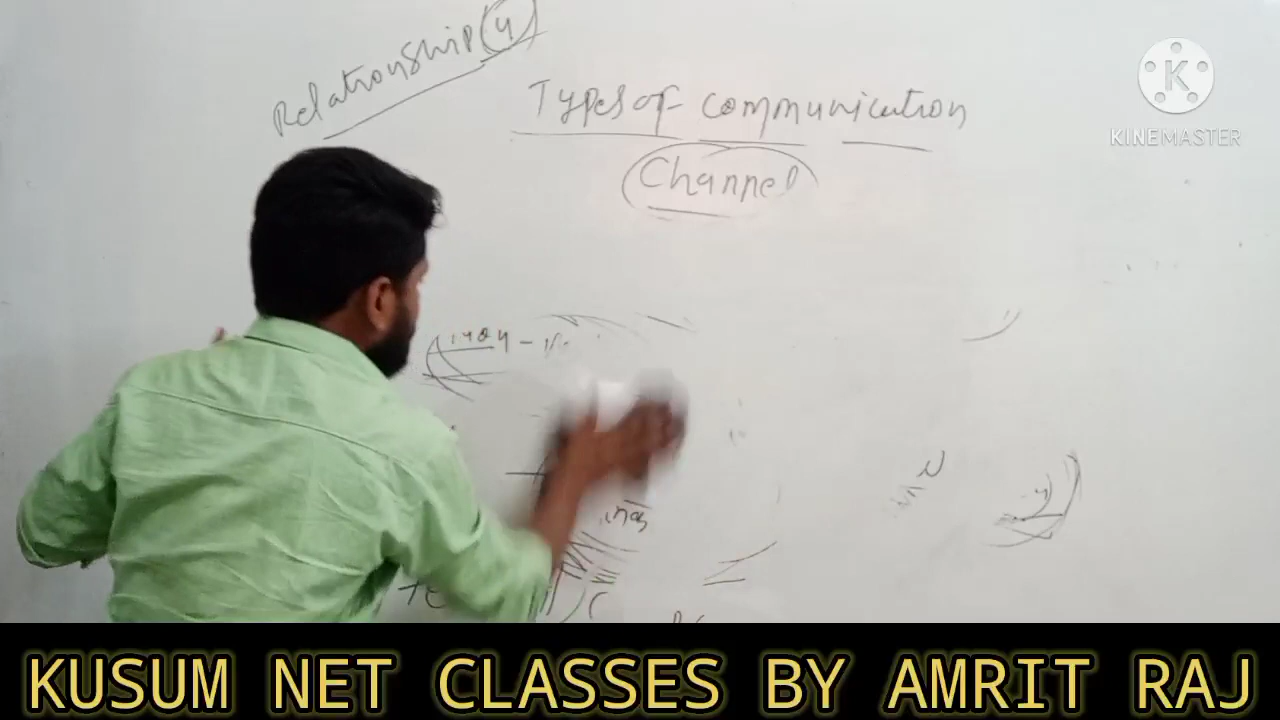 Relationship (4)
Types of communication
Channel
KINEMASTER
KUSUM NET CLASSES BY AMRIT RAJ